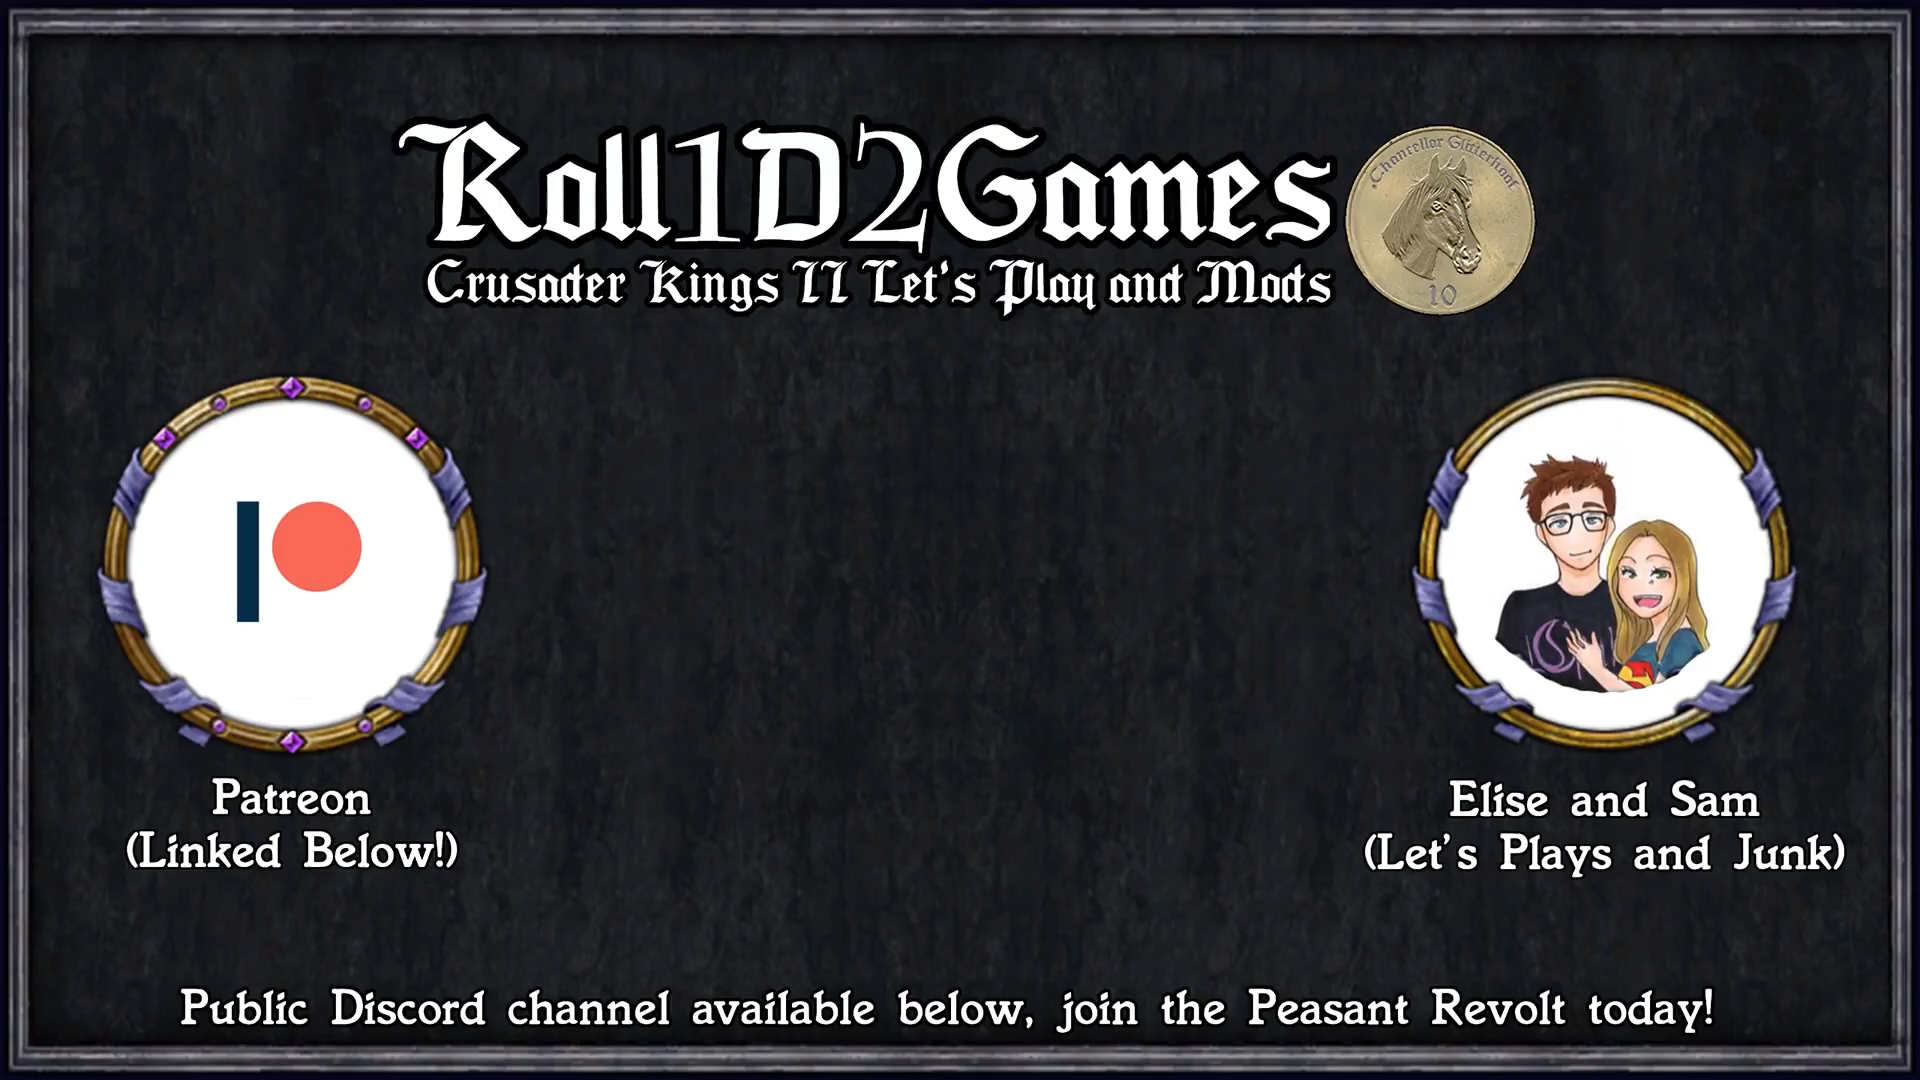 Roll1D2Games
Crusader Kings II Let's Play and Mods
Chancellor Glitterhoof
10
Patreon
(Linked Below!)
Elise and Sam
(Let's Plays and Junk)
Public Discord channel available below, join the Peasant Revolt today!